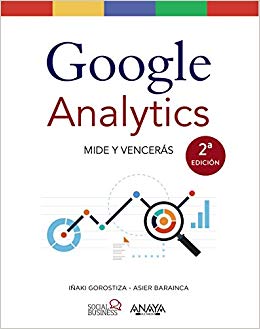 Google
Analytics
MIDE Y VENCERÁS
2ª
EDICIÓN
IÑAKI GOROSTIZA - ASIER BARAINCA
SOCIAL
BUSINESS
ANAYA